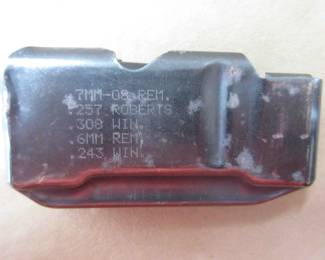 7MM-08 REM.
.257 ROBERTS
.308 WIN.
.6MM REM.
.243 WIN.